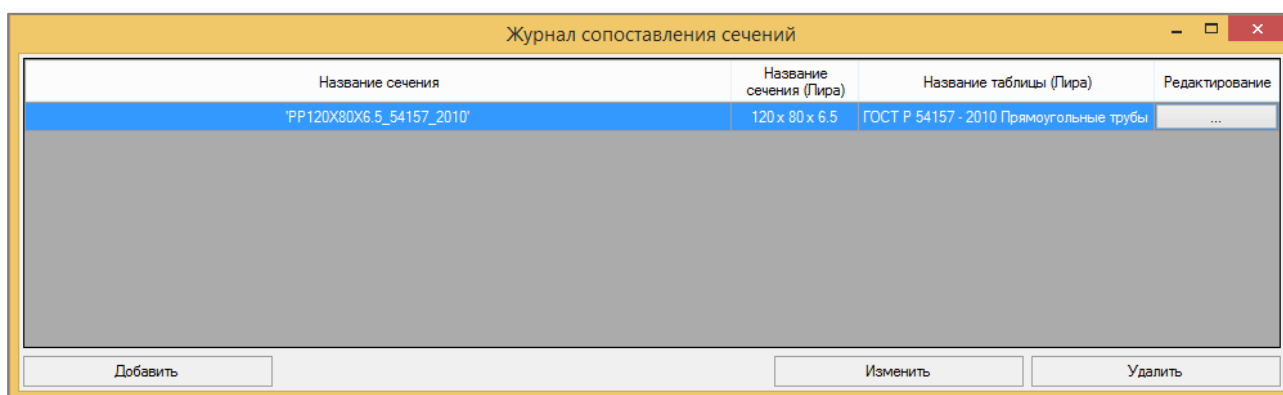 Журнал сопоставления сечений
Название сечения
Название
сечения (Лира)
Название таблицы (Лира)
Редактирование
'PP120X80X6.5_54157_2010'
120 x 80 x 6.5
ГОСТ Р 54157 - 2010 Прямоугольные трубы
...
Добавить
Изменить
Удалить